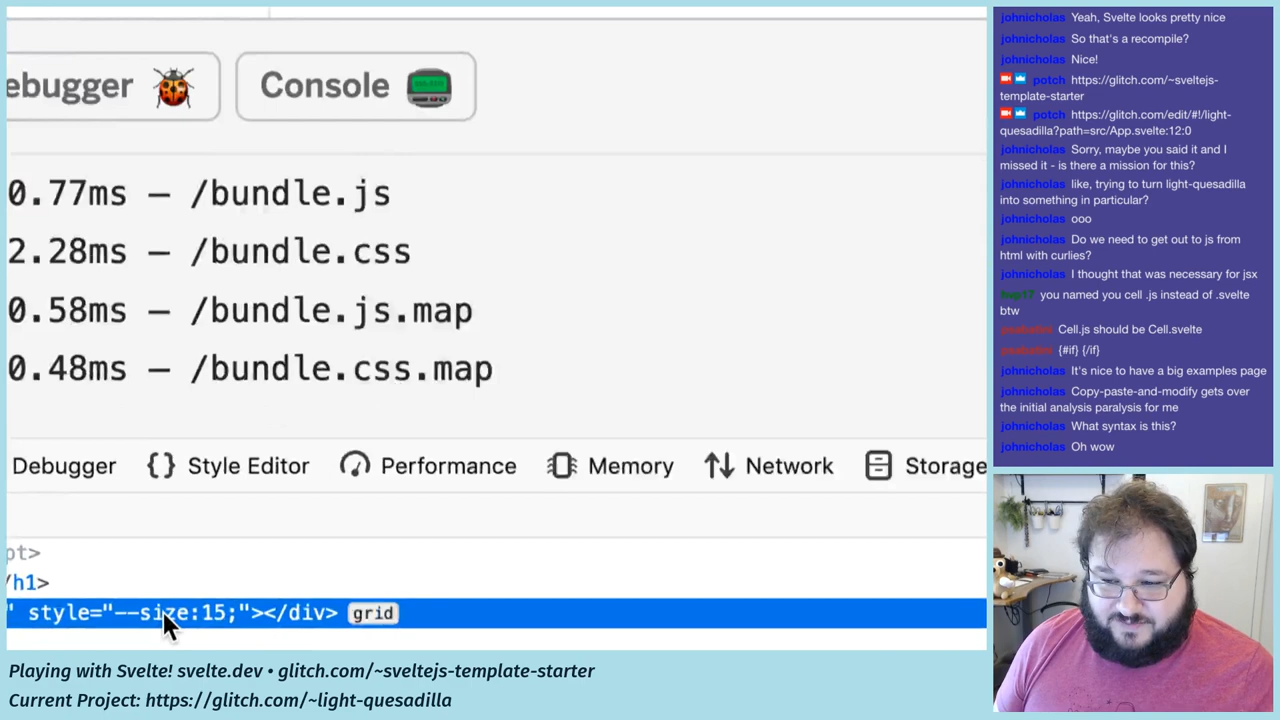 ebugger
Console
0.77ms — /bundle.js
2.28ms — /bundle.css
0.58ms — /bundle.js.map
0.48ms — /bundle.css.map
Debugger {} Style Editor Performance Memory Network Storage
pt>
/h1>
" style="--size:15;"></div> grid
johnicholas Yeah, Svelte looks pretty nice
johnicholas So that's a recompile?
johnicholas Nice!
potch https://glitch.com/~sveltejs-
template-starter
potch https://glitch.com/edit/#!/light-
quesadilla?path=src/App.svelte:12:0
johnicholas Sorry, maybe you said it and I
missed it - is there a mission for this?
johnicholas like, trying to turn light-quesadilla
into something in particular?
johnicholas ooo
johnicholas Do we need to get out to js from
html with curlies?
johnicholas I thought that was necessary for jsx
you named you cell .js instead of .svelte
btw
Cell.js should be Cell.svelte
{#if} {/if}
johnicholas It's nice to have a big examples page
johnicholas Copy-paste-and-modify gets over
the initial analysis paralysis for me
johnicholas What syntax is this?
johnicholas Oh wow
Playing with Svelte! svelte.dev • glitch.com/~sveltejs-template-starter
Current Project: https://glitch.com/~light-quesadilla